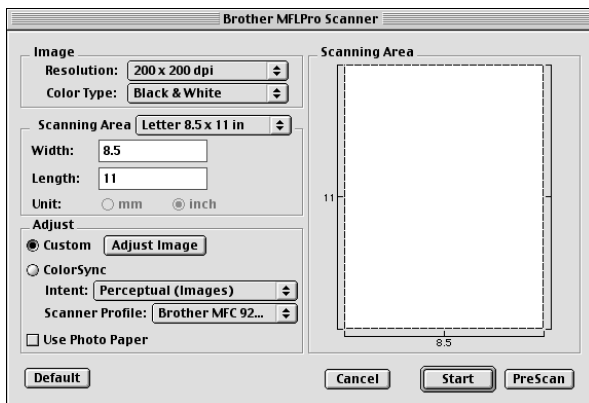 Brother MFLPro Scanner
Image
Resolution: 200 x 200 dpi
Color Type: Black & White
Scanning Area Letter 8.5 x 11 in
Width: 8.5
Length: 11
Unit: mm inch
Adjust
Custom Adjust Image
ColorSync
Intent: Perceptual (Images)
Scanner Profile: Brother MFC 92...
Use Photo Paper
Default
Scanning Area
11
8.5
Cancel Start PreScan